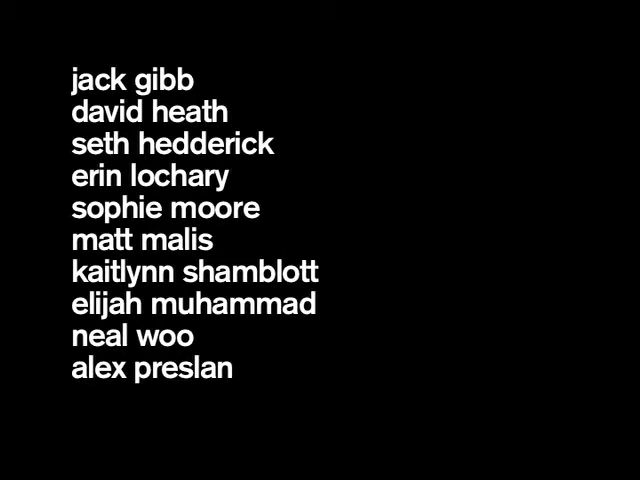 jack gibb
david heath
seth hedderick
erin lochary
sophie moore
matt malis
kaitlynn shamblott
elijah muhammad
neal woo
alex preslan